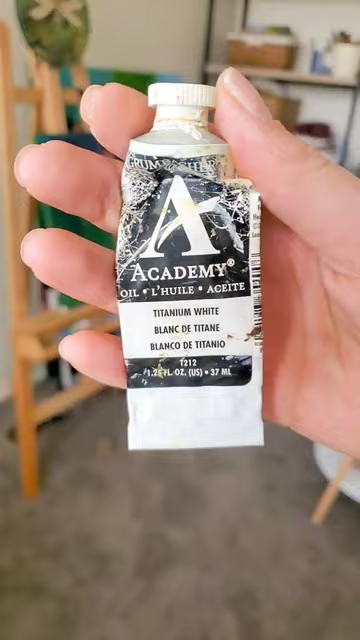 GRUMBACHER
A
ACADEMY®
OIL • L'HUILE • ACEITE
TITANIUM WHITE
BLANC DE TITANE
BLANCO DE TITANIO
1212
1.25 FL. OZ. (US) • 37 ML